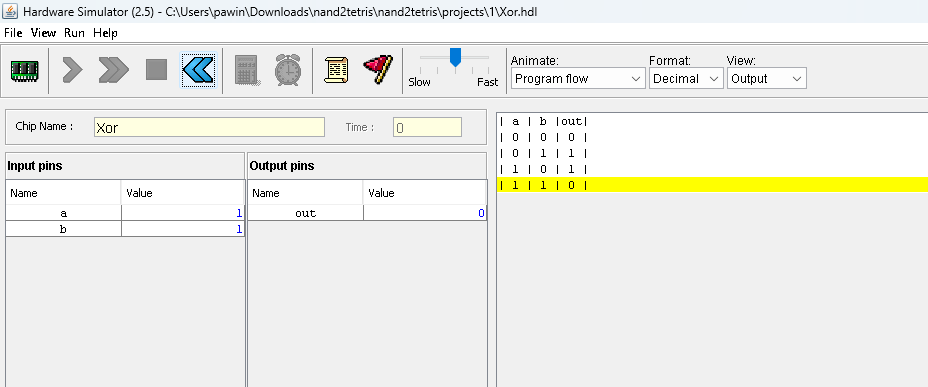 Hardware Simulator (2.5) - C:\Users\pawin\Downloads\nand2tetris\nand2tetris\projects\1\Xor.hdl
File View Run Help
Animate: Format: View:
Slow Fast Program flow Decimal Output
Chip Name : Xor Time : 0
Input pins Output pins
Name Value Name Value
a 1 out 0
b 1
| a | b |out|
| 0 | 0 | 0 |
| 0 | 1 | 1 |
| 1 | 0 | 1 |
| 1 | 1 | 0 |